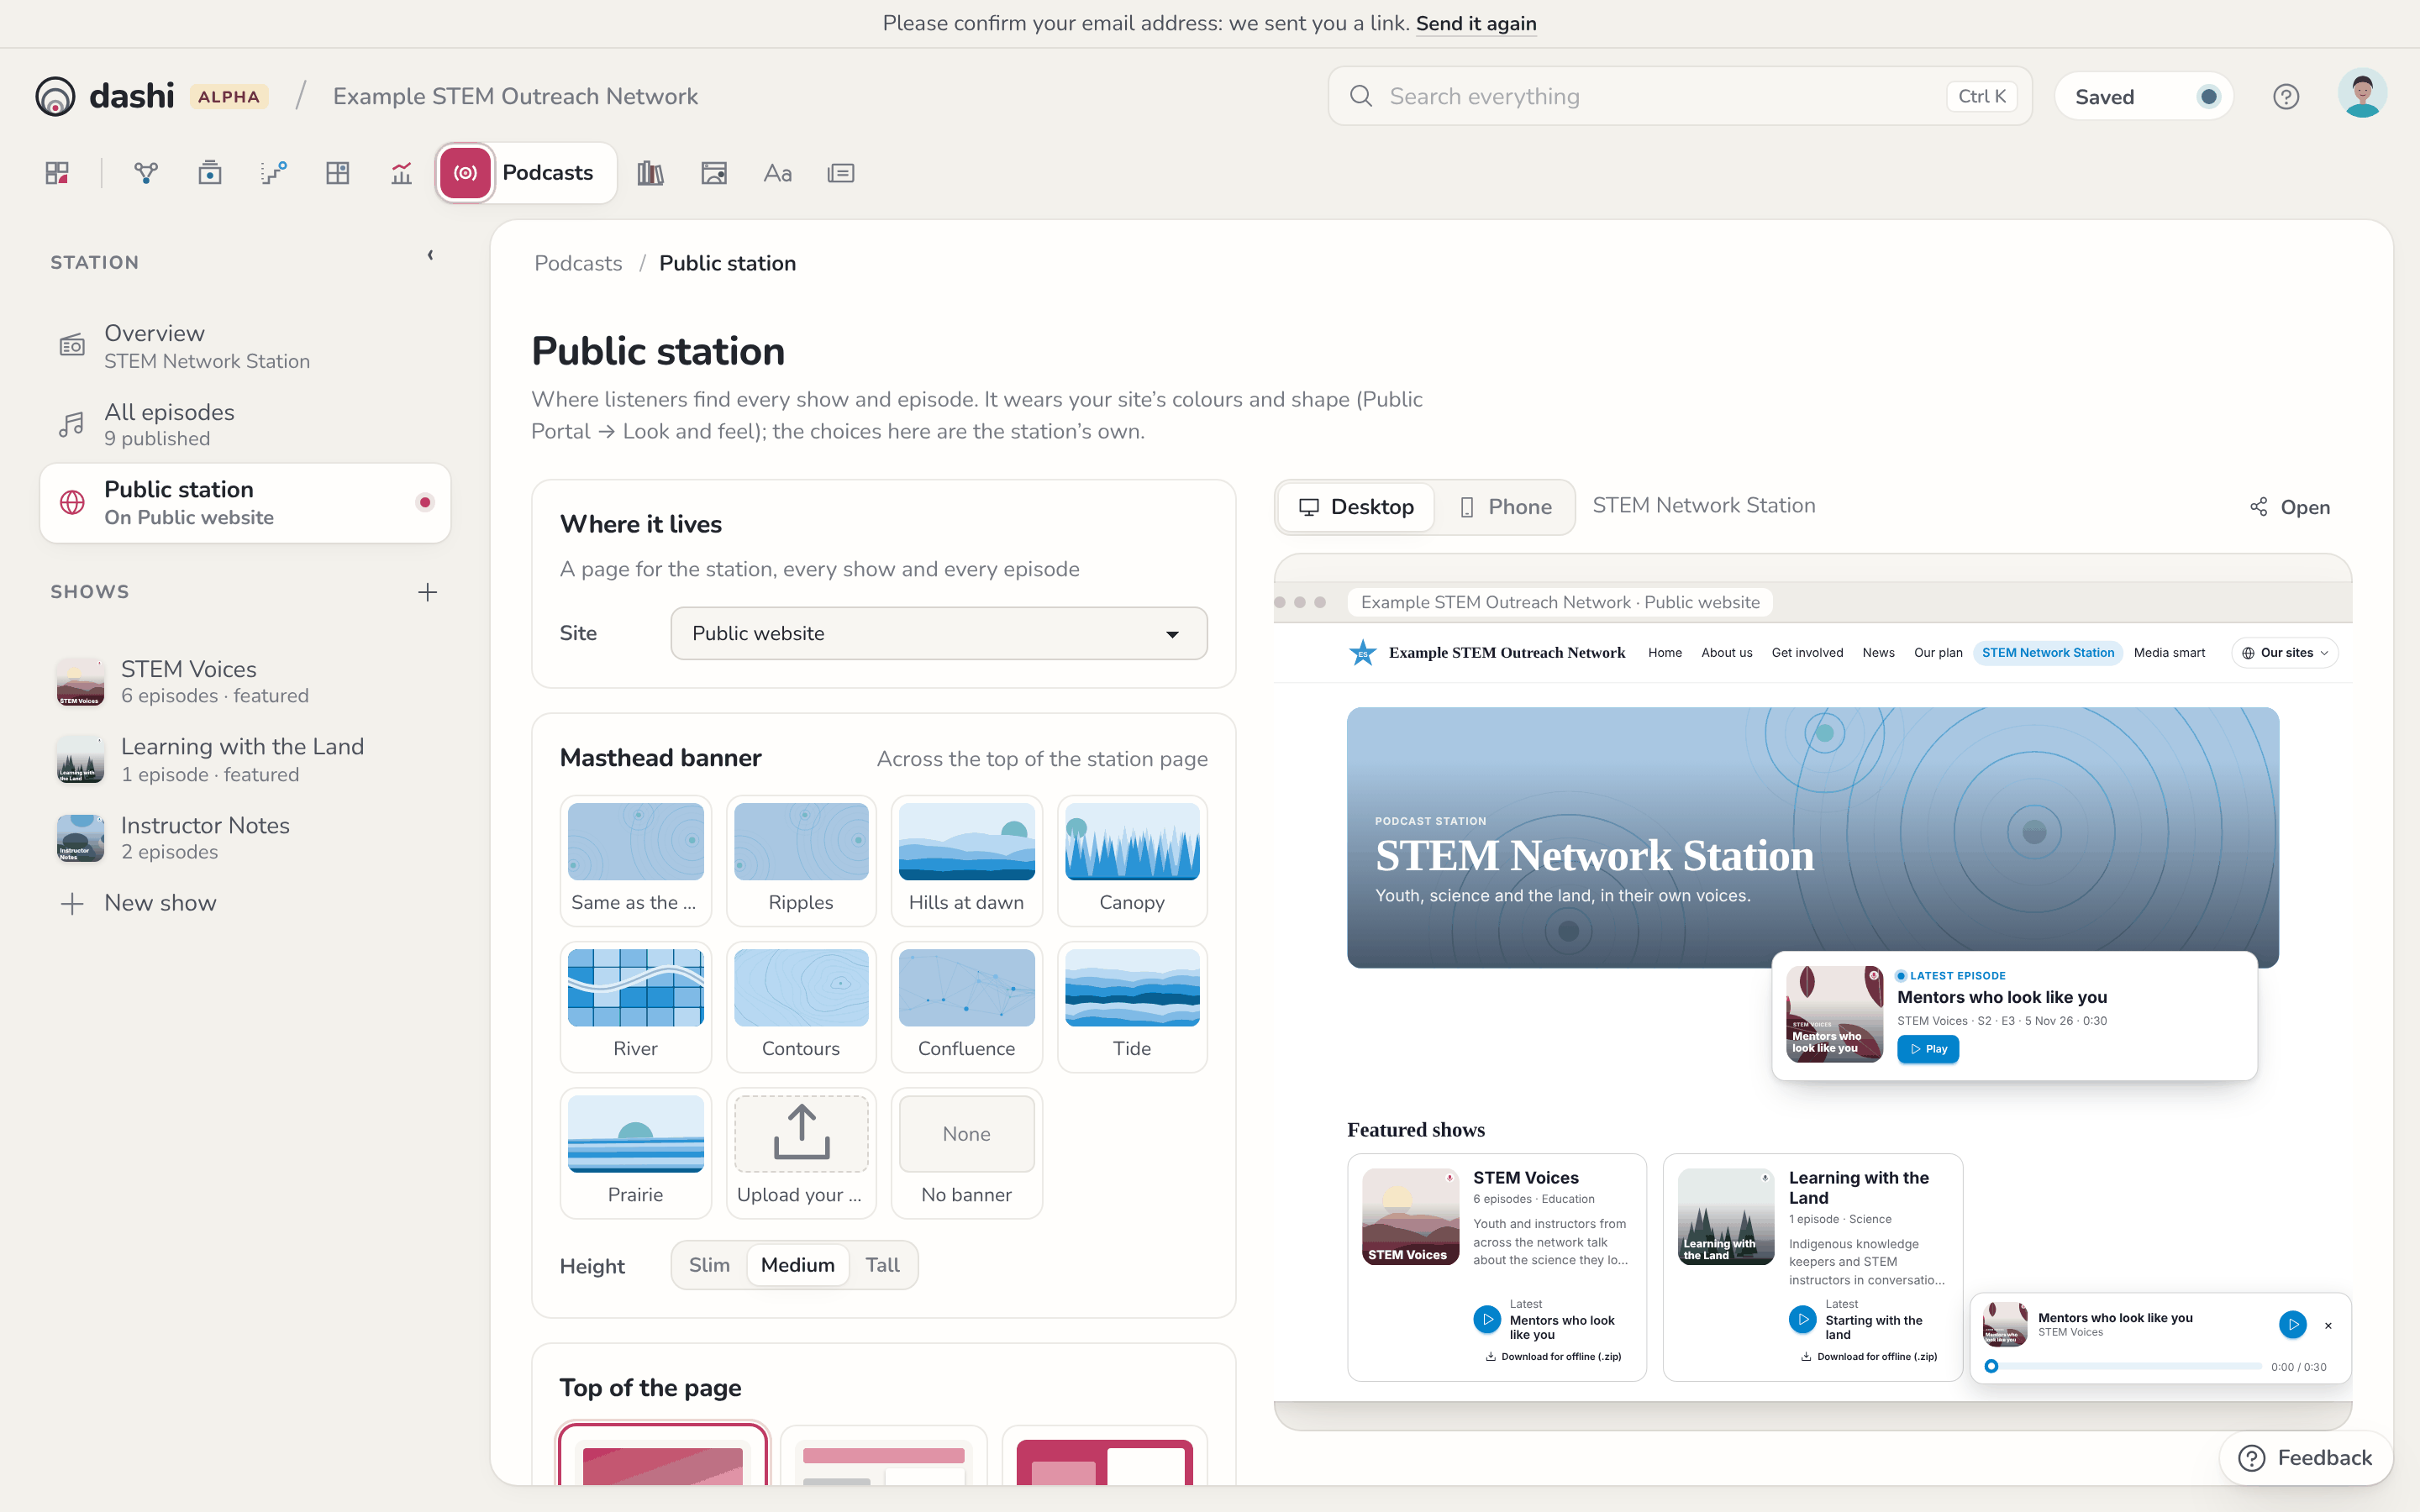 Please confirm your email address: we sent you a link. Send it again
dashi ALPHA / Example STEM Outreach Network
Search everything Ctrl K
Saved
Podcasts
Aa
STATION
Overview
STEM Network Station
All episodes
9 published
Public station
On Public website
SHOWS
STEM Voices
6 episodes · featured
Learning with the Land
1 episode · featured
Instructor Notes
2 episodes
New show
Podcasts / Public station
Public station
Where listeners find every show and episode. It wears your site’s colours and shape (Public
Portal → Look and feel); the choices here are the station’s own.
Where it lives
A page for the station, every show and every episode
Site
Public website
Masthead banner
Across the top of the station page
Same as the ...
Ripples
Hills at dawn
Canopy
River
Contours
Confluence
Tide
Prairie
Upload your ...
None
No banner
Height
Slim
Medium
Tall
Top of the page
Desktop
Phone
STEM Network Station
Open
Example STEM Outreach Network · Public website
ES
Example STEM Outreach Network
Home
About us
Get involved
News
Our plan
STEM Network Station
Media smart
Our sites
PODCAST STATION
STEM Network Station
Youth, science and the land, in their own voices.
STEM VOICES
Mentors who
look like you
LATEST EPISODE
Mentors who look like you
STEM Voices · S2 · E3 · 5 Nov 26 · 0:30
Play
Featured shows
STEM Voices
STEM Voices
6 episodes · Education
Youth and instructors from
across the network talk
about the science they lo...
Latest
Mentors who look
like you
Download for offline (.zip)
Learning with
the Land
Learning with the
Land
1 episode · Science
Indigenous knowledge
keepers and STEM
instructors in conversatio...
Latest
Starting with the
land
Download for offline (.zip)
Mentors who look like you
STEM Voices
0:00 / 0:30
Feedback